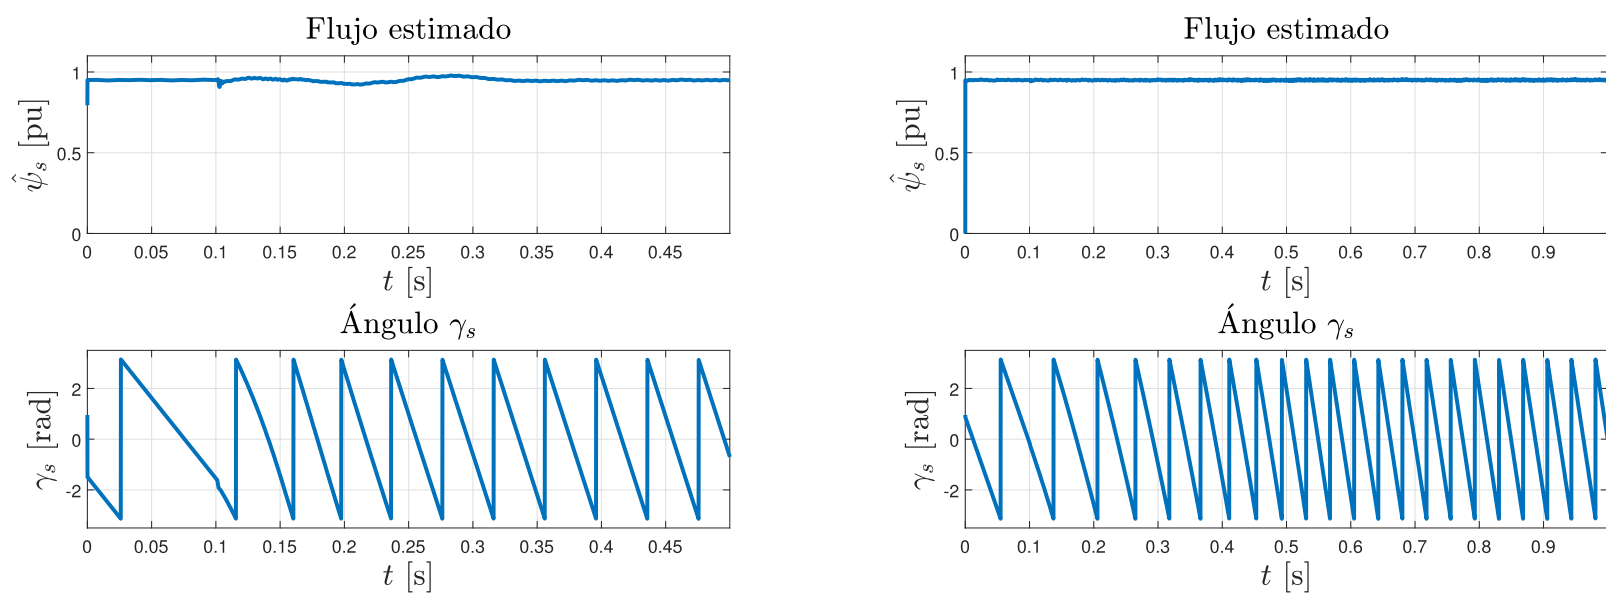 Flujo estimado
1
0.5
0
ψ̂s [pu]
0 0.05 0.1 0.15 0.2 0.25 0.3 0.35 0.4 0.45
t [s]
Ángulo γs
2
0
-2
γs [rad]
0 0.05 0.1 0.15 0.2 0.25 0.3 0.35 0.4 0.45
t [s]
Flujo estimado
1
0.5
0
ψ̂s [pu]
0 0.1 0.2 0.3 0.4 0.5 0.6 0.7 0.8 0.9
t [s]
Ángulo γs
2
0
-2
γs [rad]
0 0.1 0.2 0.3 0.4 0.5 0.6 0.7 0.8 0.9
t [s]